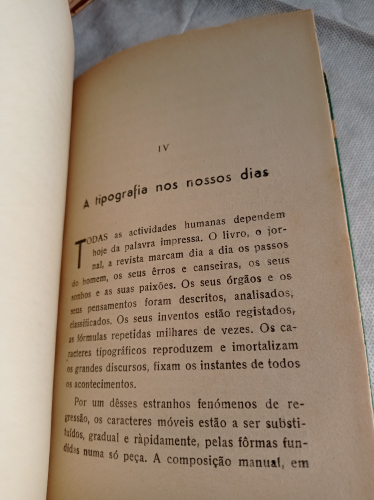 IV
A tipografia nos nossos dias
TODAS as actividades humanas dependem
hoje da palavra impressa. O livro, o jor-
nal, a revista marcam dia a dia os passos
do homem, os seus êrros e canseiras, os seus
sonhos e as suas paixões. Os seus órgãos e os
seus pensamentos foram descritos, analisados,
classificados. Os seus inventos estão registados,
as fórmulas repetidas milhares de vezes. Os ca-
racteres tipográficos reproduzem e imortalizam
os grandes discursos, fixam os instantes de todos
os acontecimentos.
Por um dêsses estranhos fenómenos de re-
gressão, os caracteres móveis estão a ser substi-
tuídos, gradual e ràpidamente, pelas fôrmas fun-
didas numa só peça. A composição manual, em